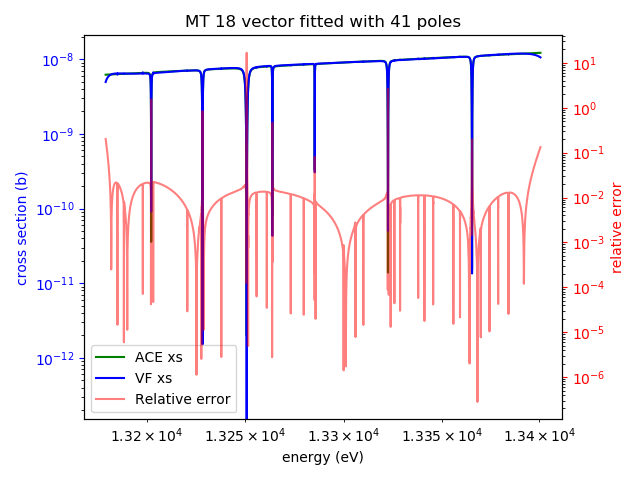 MT 18 vector fitted with 41 poles
cross section (b)
10⁻⁸
10⁻⁹
10⁻¹⁰
10⁻¹¹
10⁻¹²
10¹
10⁰
10⁻¹
10⁻²
10⁻³
10⁻⁴
10⁻⁵
10⁻⁶
relative error
ACE xs
VF xs
Relative error
1.32 × 10⁴ 1.325 × 10⁴ 1.33 × 10⁴ 1.335 × 10⁴ 1.34 × 10⁴
energy (eV)